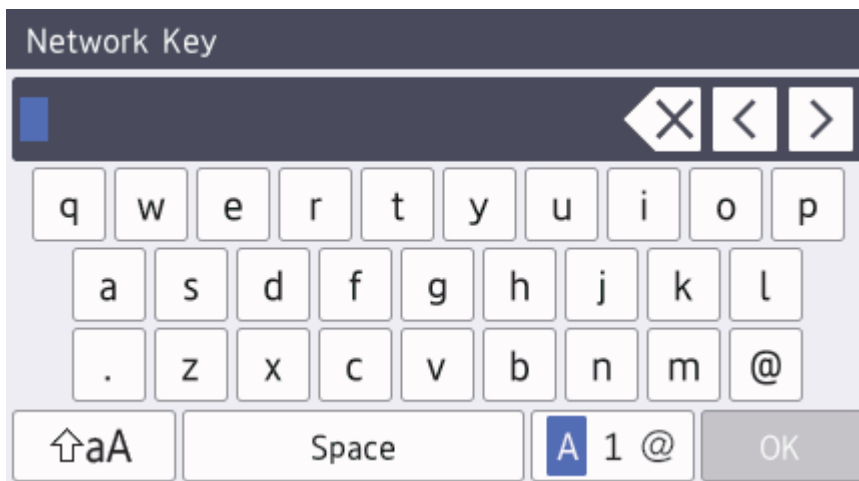 Network Key
q w e r t y u i o p
a s d f g h j k l
. z x c v b n m @
aA Space A 1 @ OK